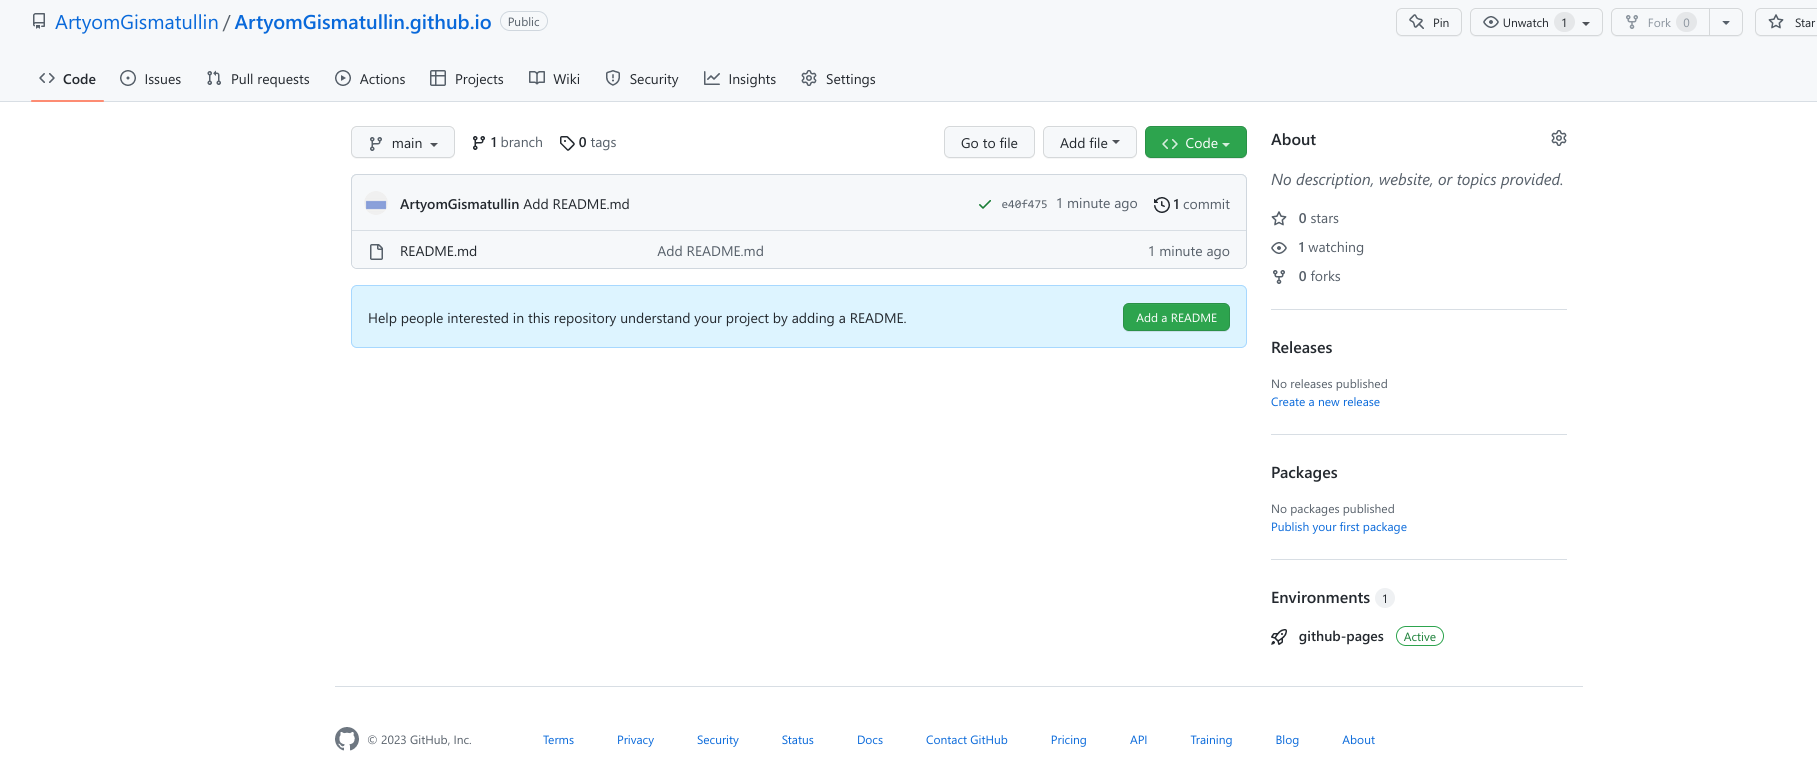 ArtyomGismatullin / ArtyomGismatullin.github.io Public
Pin Unwatch 1 Fork 0 Star
Code Issues Pull requests Actions Projects Wiki Security Insights Settings
main 1 branch 0 tags Go to file Add file Code
ArtyomGismatullin Add README.md e40f475 1 minute ago 1 commit
README.md Add README.md 1 minute ago
Help people interested in this repository understand your project by adding a README. Add a README
About
No description, website, or topics provided.
0 stars
1 watching
0 forks
Releases
No releases published
Create a new release
Packages
No packages published
Publish your first package
Environments 1
github-pages Active
© 2023 GitHub, Inc. Terms Privacy Security Status Docs Contact GitHub Pricing API Training Blog About